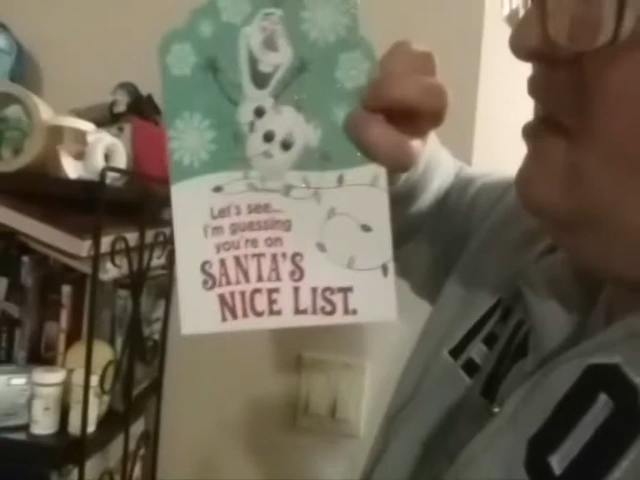 Let's see...
I'm guessing
you're on
SANTA'S
NICE LIST.